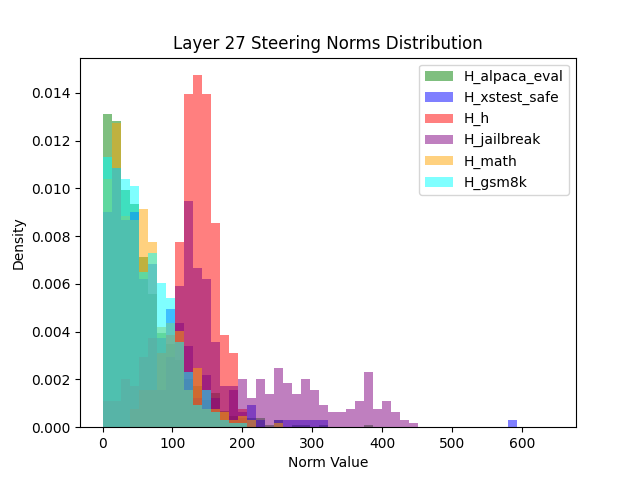 Layer 27 Steering Norms Distribution
H_alpaca_eval
H_xstest_safe
H_h
H_jailbreak
H_math
H_gsm8k
Density
0.014
0.012
0.010
0.008
0.006
0.004
0.002
0.000
0 100 200 300 400 500 600
Norm Value